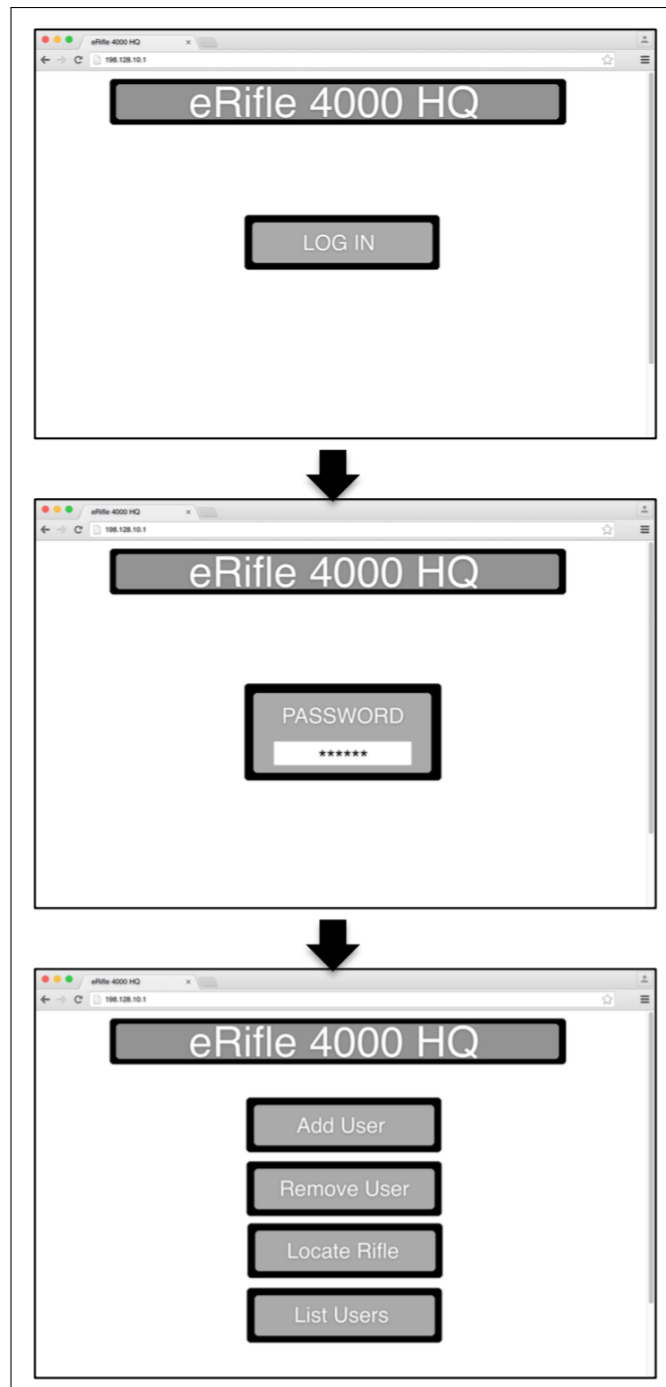 eRifle 4000 HQ
198.128.10.1
eRifle 4000 HQ
LOG IN
eRifle 4000 HQ
198.128.10.1
eRifle 4000 HQ
PASSWORD
******
eRifle 4000 HQ
198.128.10.1
eRifle 4000 HQ
Add User
Remove User
Locate Rifle
List Users